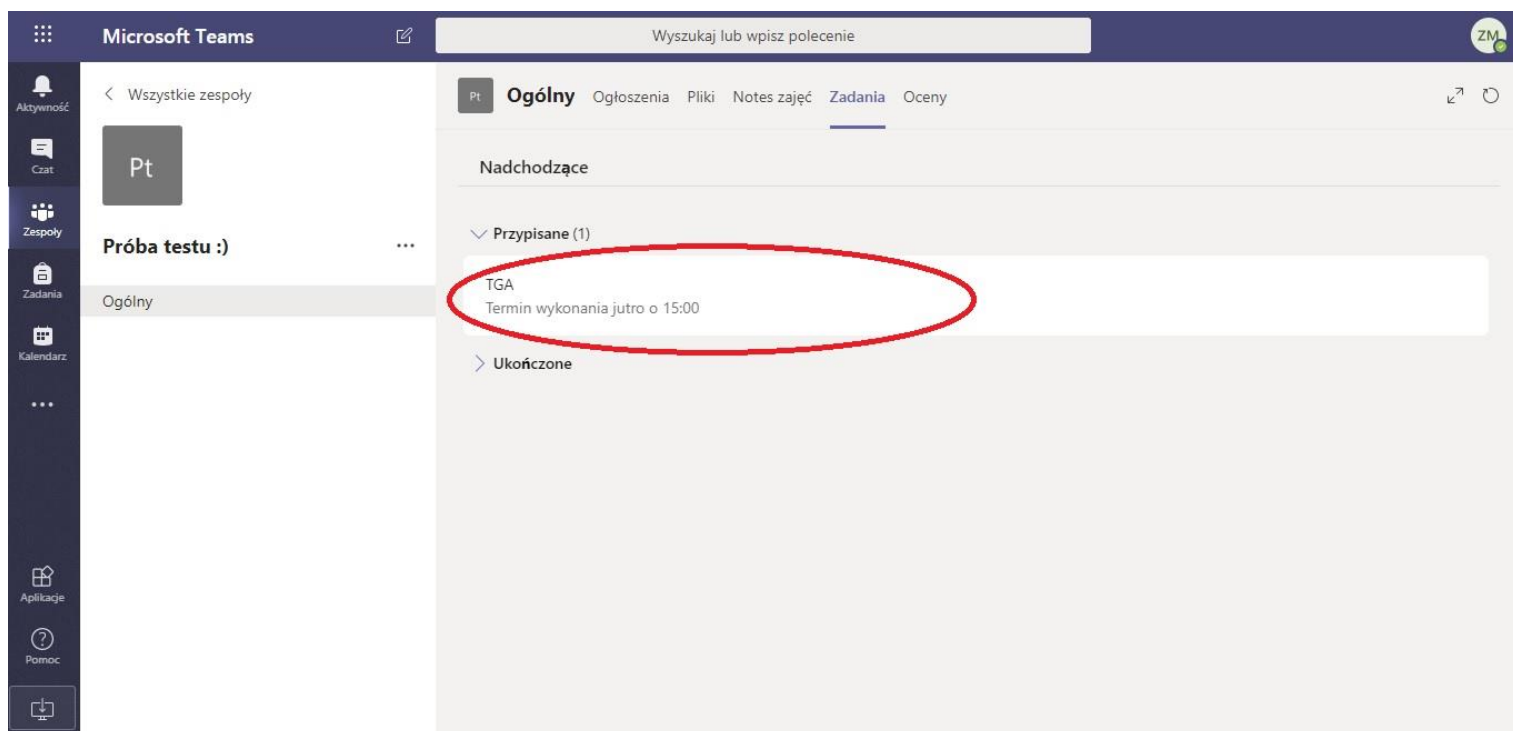 Microsoft Teams
Wyszukaj lub wpisz polecenie
ZM
Aktywność
Czat
Zespoły
Zadania
Kalendarz
Aplikacje
Pomoc
Wszystkie zespoły
Pt
Próba testu :)
Ogólny
Pt Ogólny Ogłoszenia Pliki Notes zajęć Zadania Oceny
Nadchodzące
Przypisane (1)
TGA
Termin wykonania jutro o 15:00
Ukończone